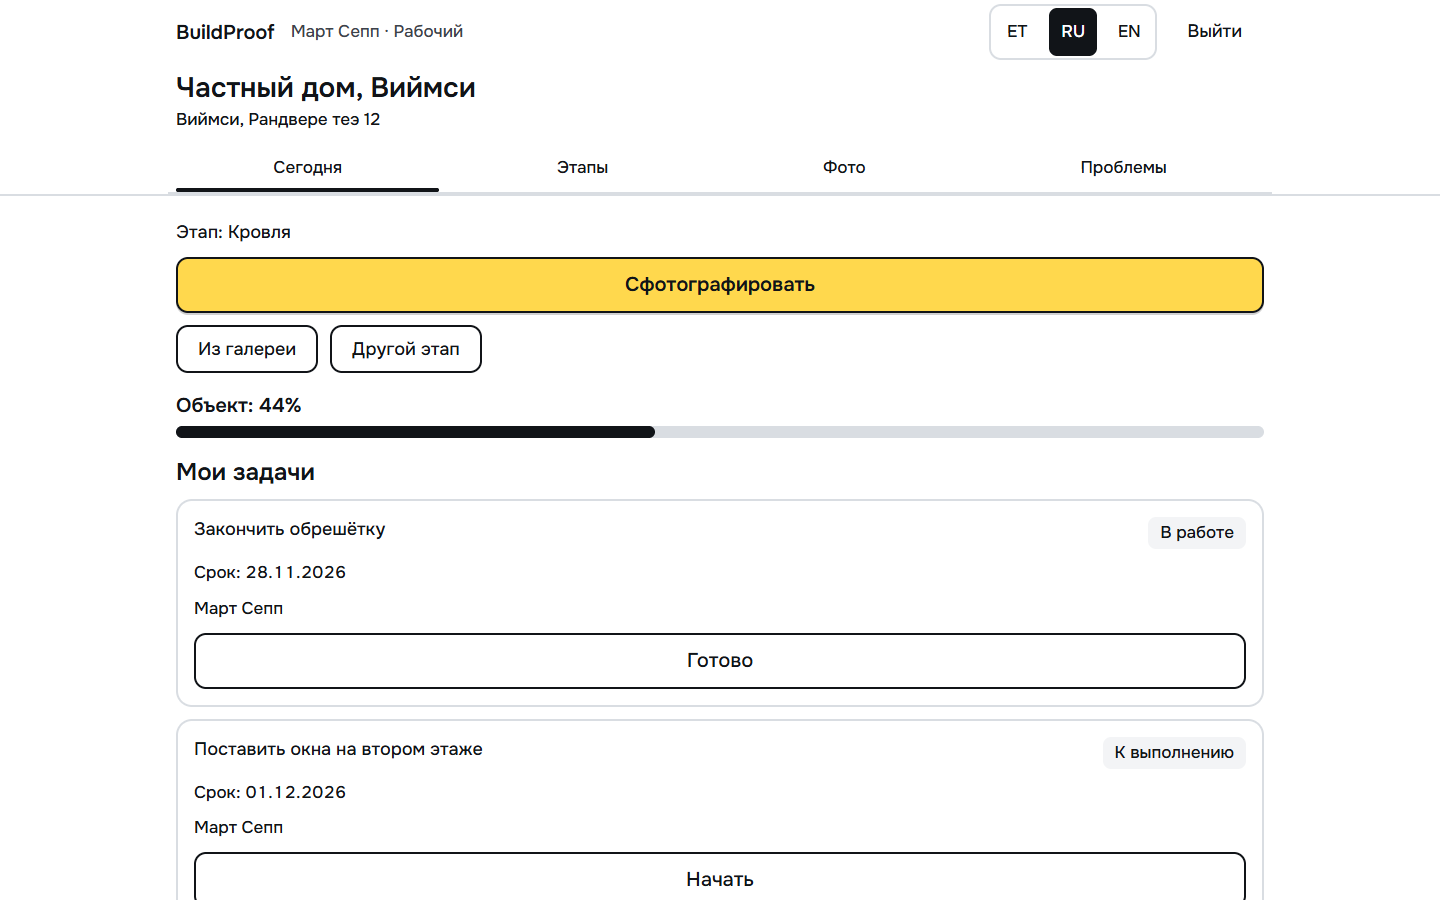 BuildProof Март Сепп · Рабочий ET RU EN Выйти
Частный дом, Виймси
Виймси, Рандвере теэ 12
Сегодня Этапы Фото Проблемы
Этап: Кровля
Сфотографировать
Из галереи Другой этап
Объект: 44%
Мои задачи
Закончить обрешётку В работе
Срок: 28.11.2026
Март Сепп
Готово
Поставить окна на втором этаже К выполнению
Срок: 01.12.2026
Март Сепп
Начать